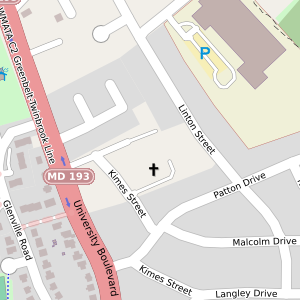 WMATA C2 Greenbelt-Twinbrook Line
P
Linton Street
MD 193
Kimes Street
Patton Drive
Glenville Road
University Boulevard
Malcolm Drive
Kimes Street
Langley Drive